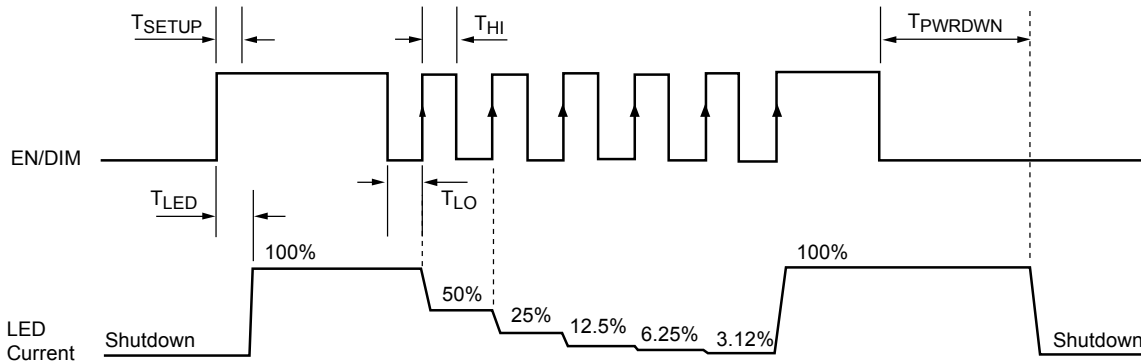 TSETUP THI TPWRDWN
EN/DIM
TLED TLO
100% 100%
50%
25%
12.5%
6.25%
3.12%
LED
Current
Shutdown Shutdown